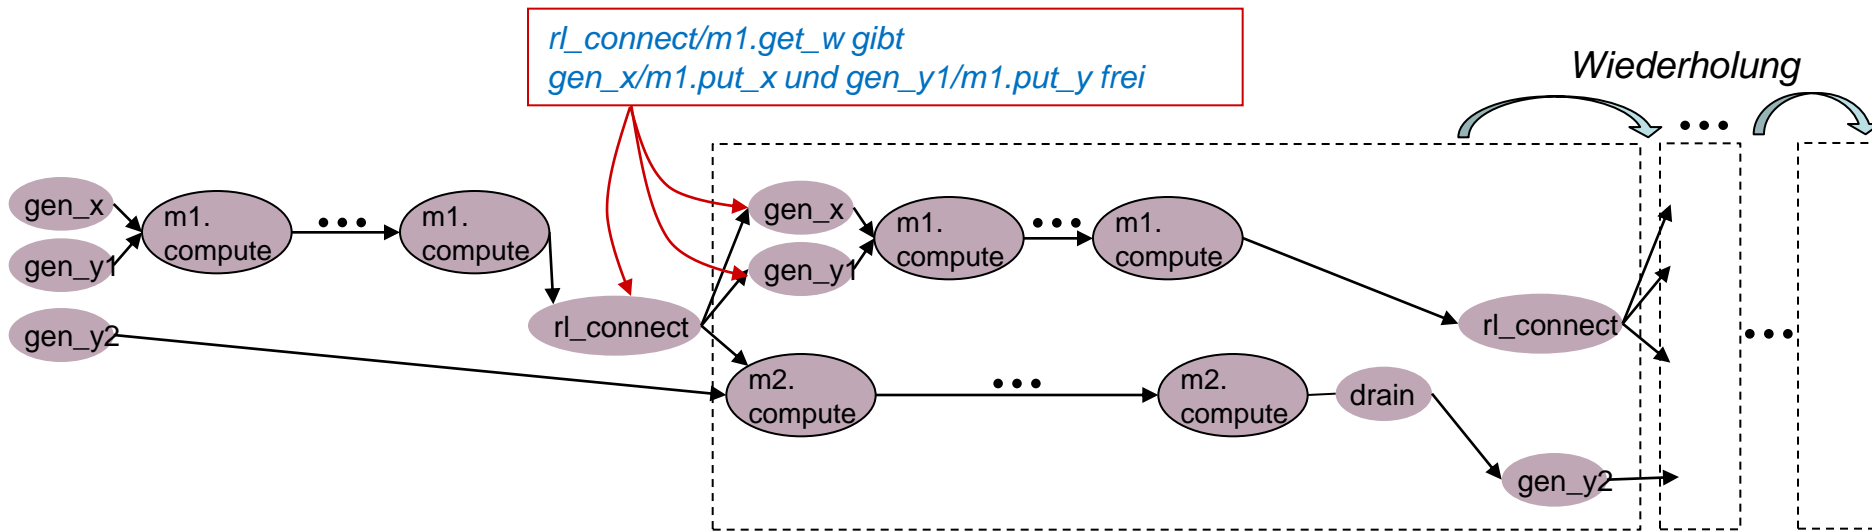 rl_connect/m1.get_w gibt
gen_x/m1.put_x und gen_y1/m1.put_y frei
Wiederholung
gen_x
gen_y1
gen_y2
m1.
compute
m1.
compute
rl_connect
gen_x
gen_y1
m1.
compute
m1.
compute
rl_connect
m2.
compute
m2.
compute
drain
gen_y2